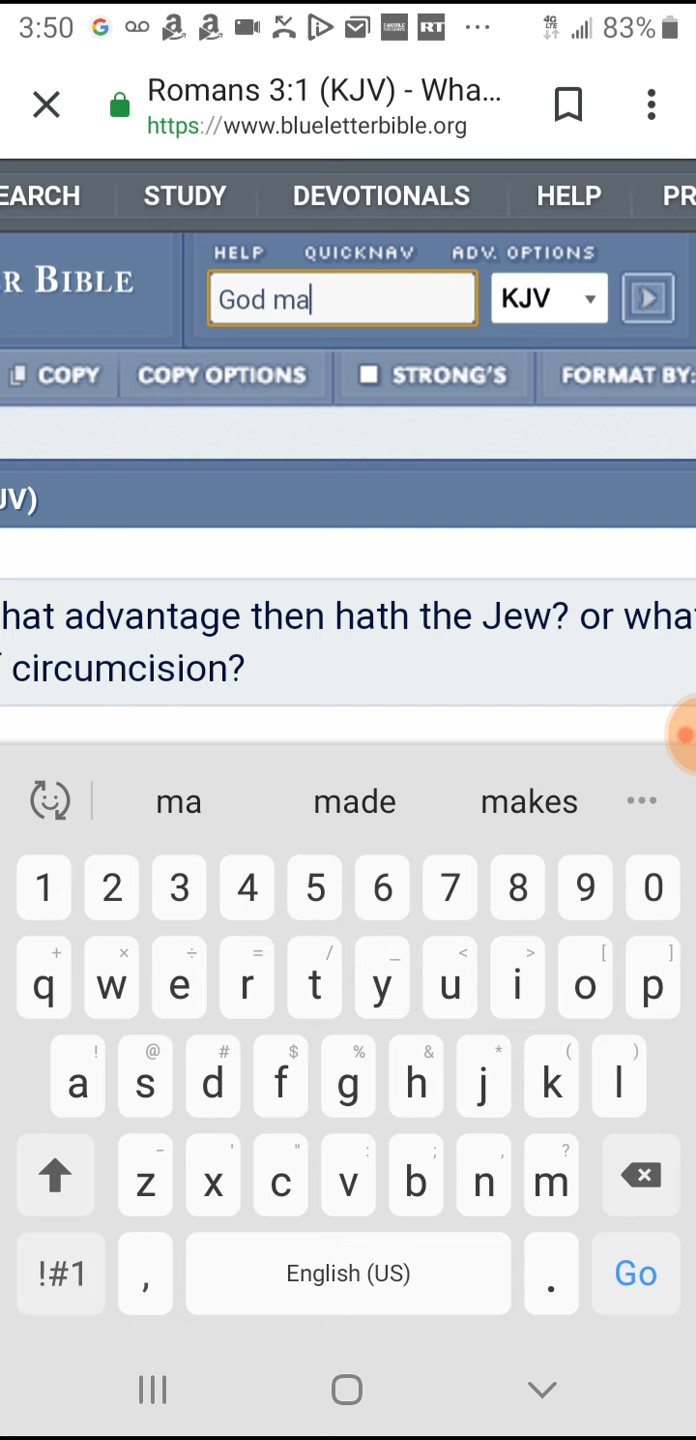 3:50 G RT ... 4G LTE 83%
Romans 3:1 (KJV) - Wha...
https://www.blueletterbible.org
EARCH STUDY DEVOTIONALS HELP PR
HELP QUICKNAV ADV. OPTIONS
R BIBLE God ma KJV
COPY COPY OPTIONS STRONG'S FORMAT BY:
JV)
hat advantage then hath the Jew? or what
f circumcision?
ma made makes ...
1 2 3 4 5 6 7 8 9 0
+ × ÷ = / _ < > [ ]
q w e r t y u i o p
! @ # $ % & * ( )
a s d f g h j k l
- ' " : ; , ?
z x c v b n m
!#1 , English (US) . Go